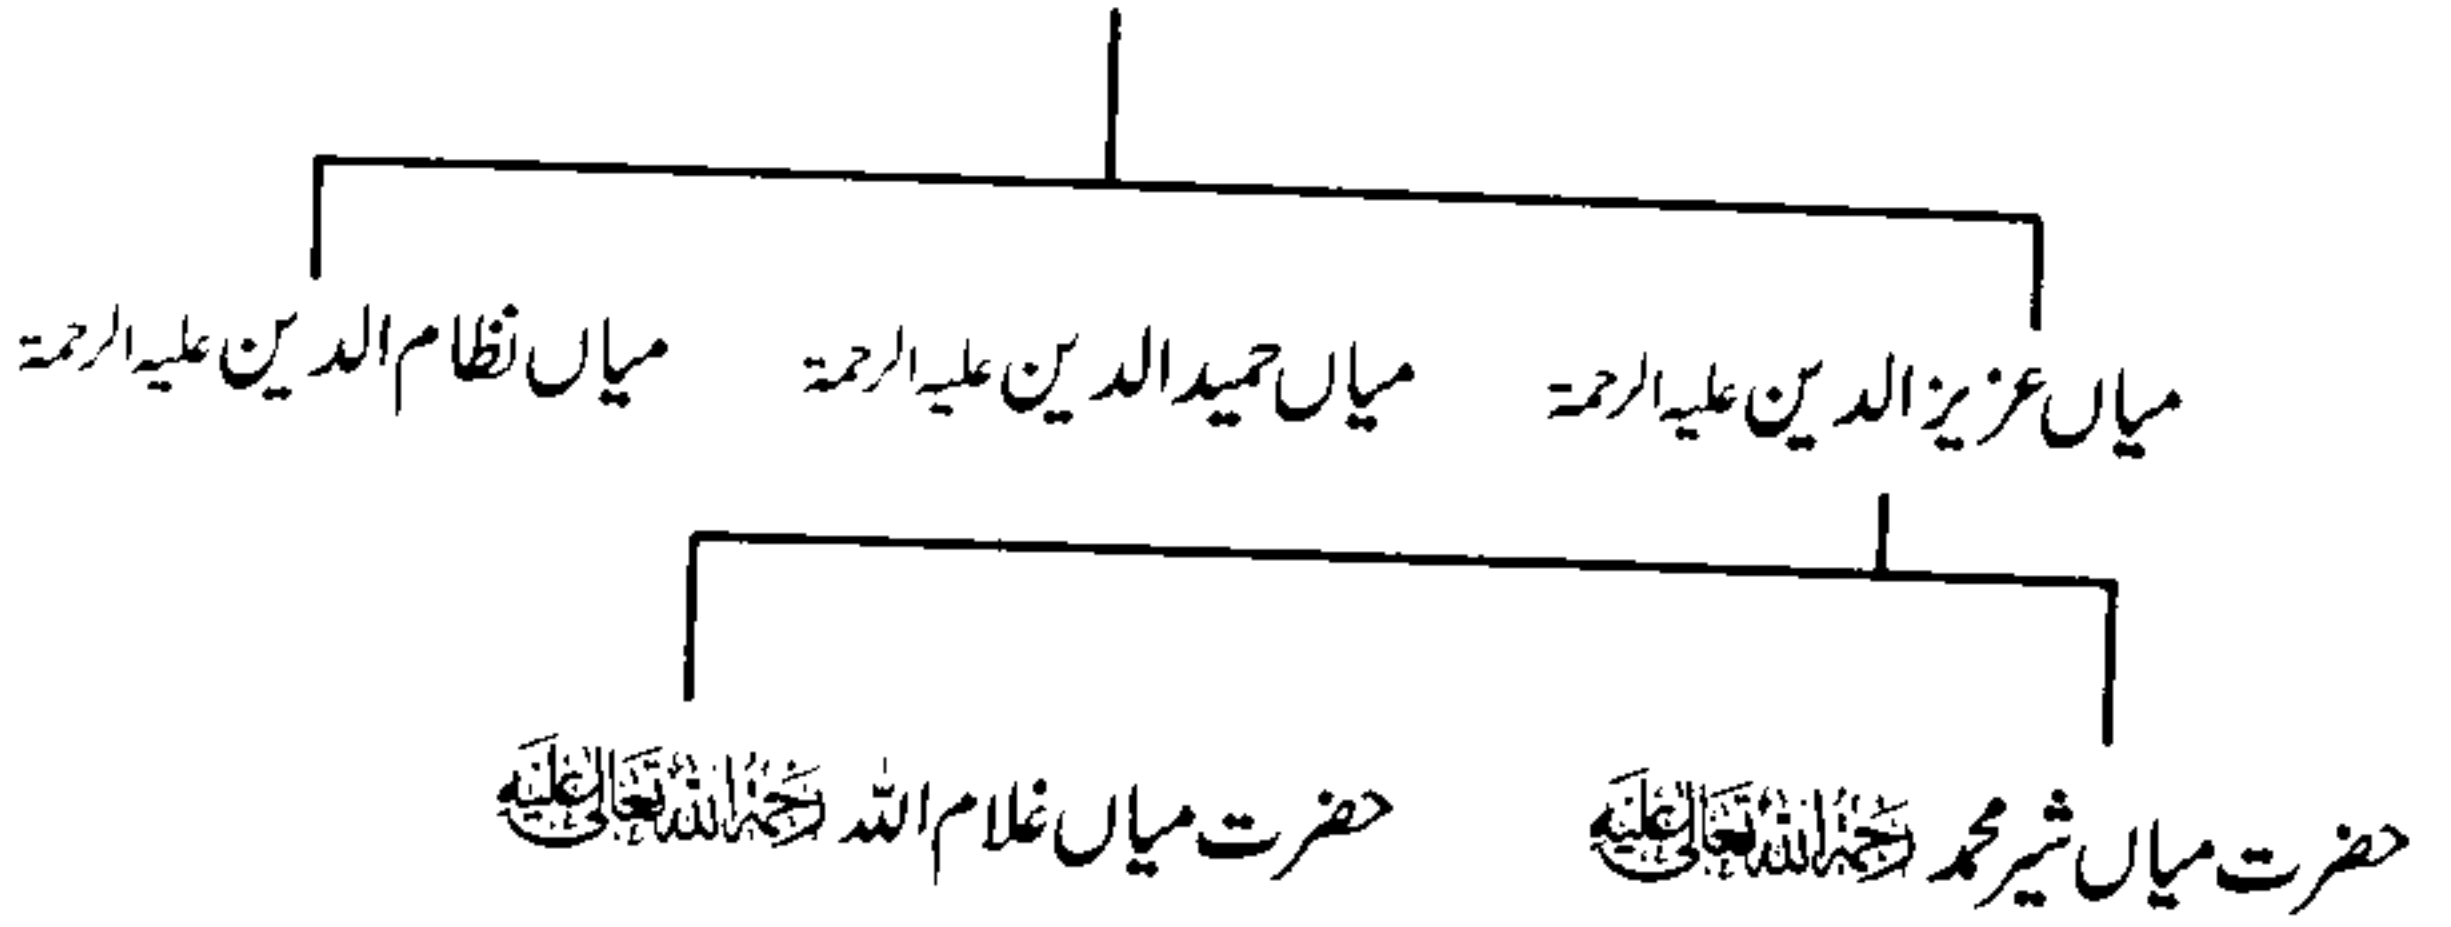 میاں عزیز الدین علیہ الرحمۃ میاں حمید الدین علیہ الرحمۃ میاں نظام الدین علیہ الرحمۃ
حضرت میاں شیر محمد رحمۃ اللہ تعالیٰ علیہ حضرت میاں غلام اللہ رحمۃ اللہ تعالیٰ علیہ